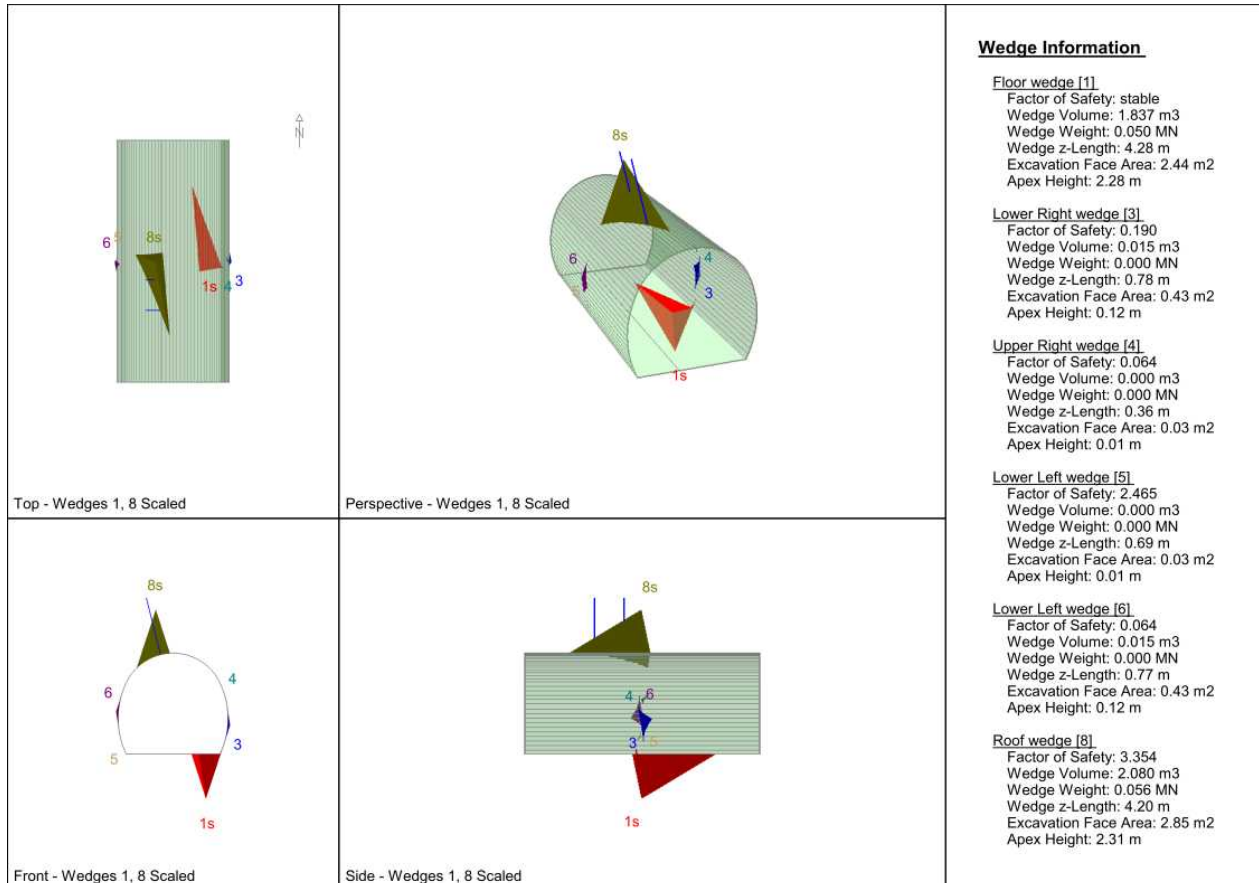 N
6
5
8s
1s
4
3
Top - Wedges 1, 8 Scaled
8s
6
5
4
3
1s
Perspective - Wedges 1, 8 Scaled
8s
6
4
5
3
1s
Front - Wedges 1, 8 Scaled
8s
4
6
3
5
1s
Side - Wedges 1, 8 Scaled
Wedge Information
Floor wedge [1]
Factor of Safety: stable
Wedge Volume: 1.837 m3
Wedge Weight: 0.050 MN
Wedge z-Length: 4.28 m
Excavation Face Area: 2.44 m2
Apex Height: 2.28 m
Lower Right wedge [3]
Factor of Safety: 0.190
Wedge Volume: 0.015 m3
Wedge Weight: 0.000 MN
Wedge z-Length: 0.78 m
Excavation Face Area: 0.43 m2
Apex Height: 0.12 m
Upper Right wedge [4]
Factor of Safety: 0.064
Wedge Volume: 0.000 m3
Wedge Weight: 0.000 MN
Wedge z-Length: 0.36 m
Excavation Face Area: 0.03 m2
Apex Height: 0.01 m
Lower Left wedge [5]
Factor of Safety: 2.465
Wedge Volume: 0.000 m3
Wedge Weight: 0.000 MN
Wedge z-Length: 0.69 m
Excavation Face Area: 0.03 m2
Apex Height: 0.01 m
Lower Left wedge [6]
Factor of Safety: 0.064
Wedge Volume: 0.015 m3
Wedge Weight: 0.000 MN
Wedge z-Length: 0.77 m
Excavation Face Area: 0.43 m2
Apex Height: 0.12 m
Roof wedge [8]
Factor of Safety: 3.354
Wedge Volume: 2.080 m3
Wedge Weight: 0.056 MN
Wedge z-Length: 4.20 m
Excavation Face Area: 2.85 m2
Apex Height: 2.31 m